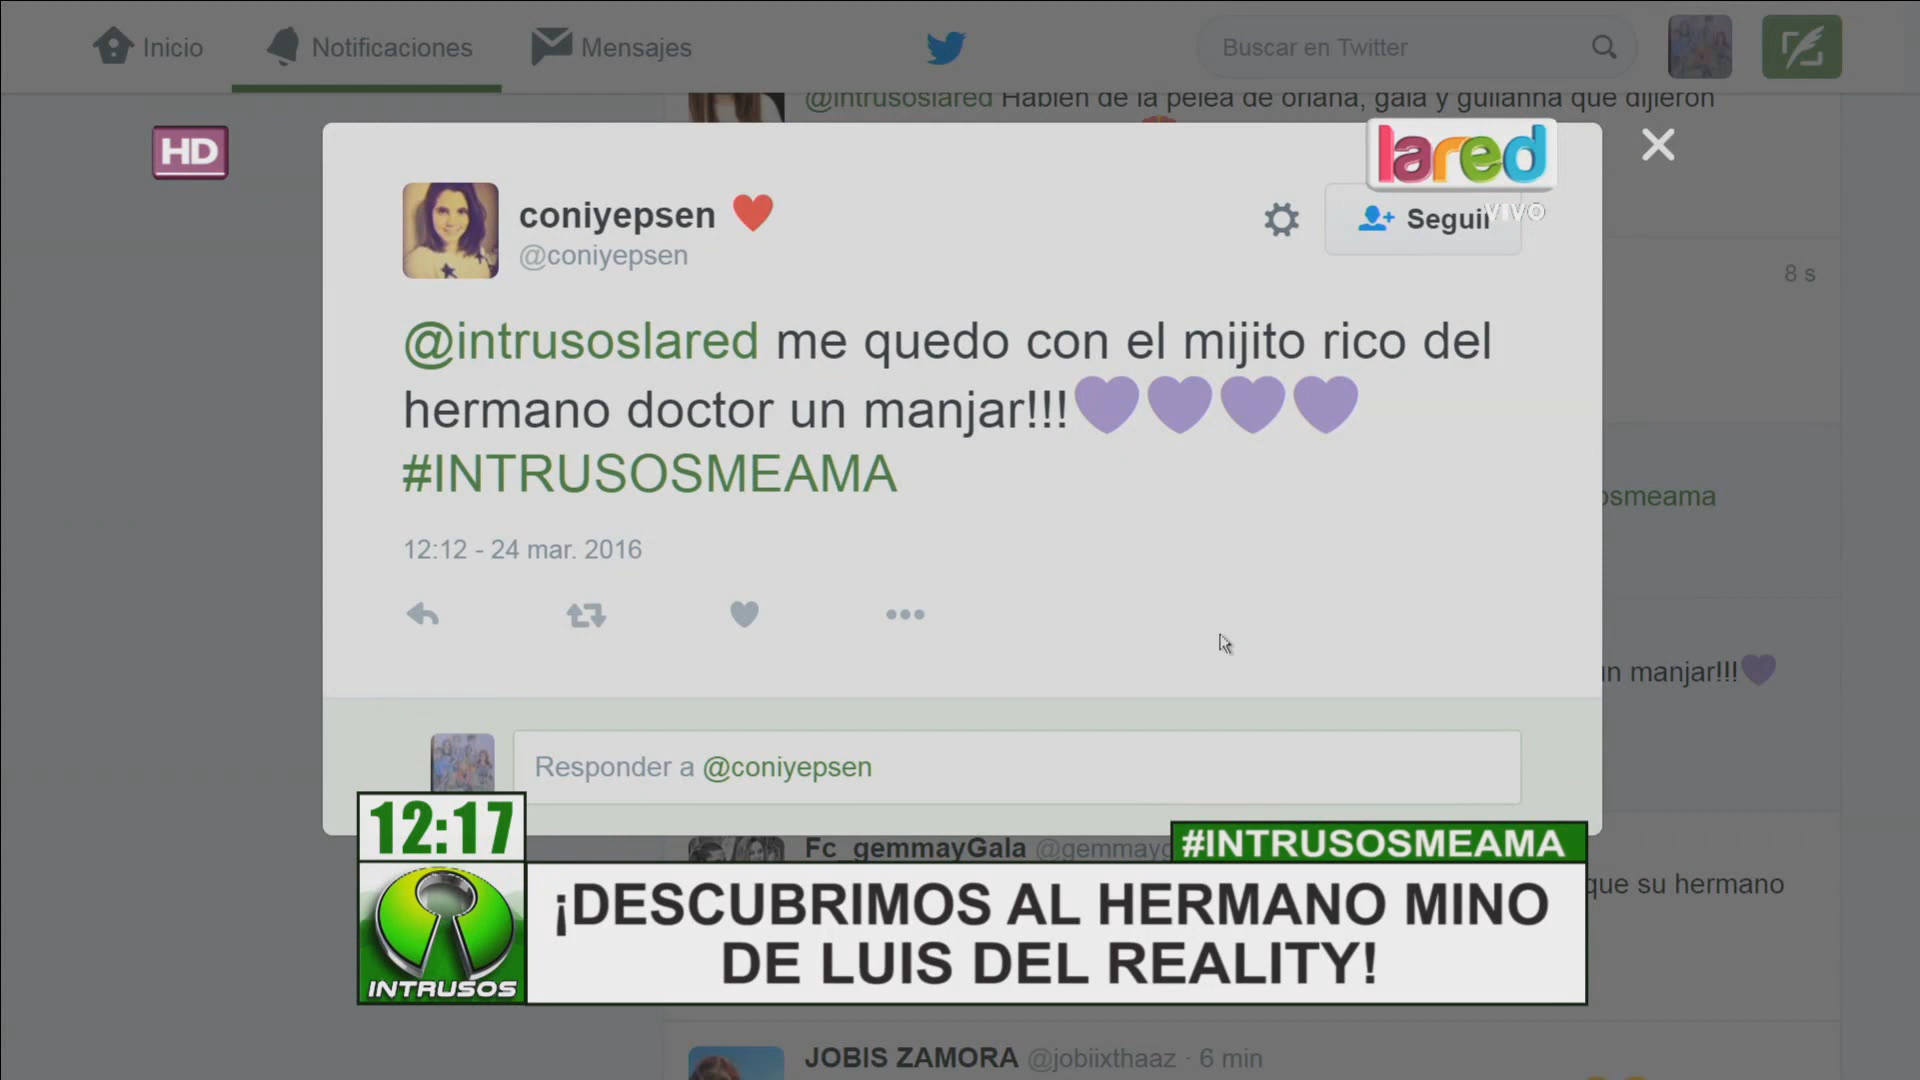 Inicio
Notificaciones
Mensajes
Buscar en Twitter
@intrusoslared Hablen de la pelea de oriana, gala y gulianna que dijieron
HD
lared
VIVO
coniyepsen
@coniyepsen
Seguir
8 s
@intrusoslared me quedo con el mijito rico del
hermano doctor un manjar!!!💜💜💜💜
#INTRUSOSMEAMA
osmeama
12:12 - 24 mar. 2016
un manjar!!!💜
Responder a @coniyepsen
12:17
Fc_gemmayGala @gemmayg
#INTRUSOSMEAMA
que su hermano
¡DESCUBRIMOS AL HERMANO MINO
DE LUIS DEL REALITY!
INTRUSOS
JOBIS ZAMORA @jobiixthaaz · 6 min